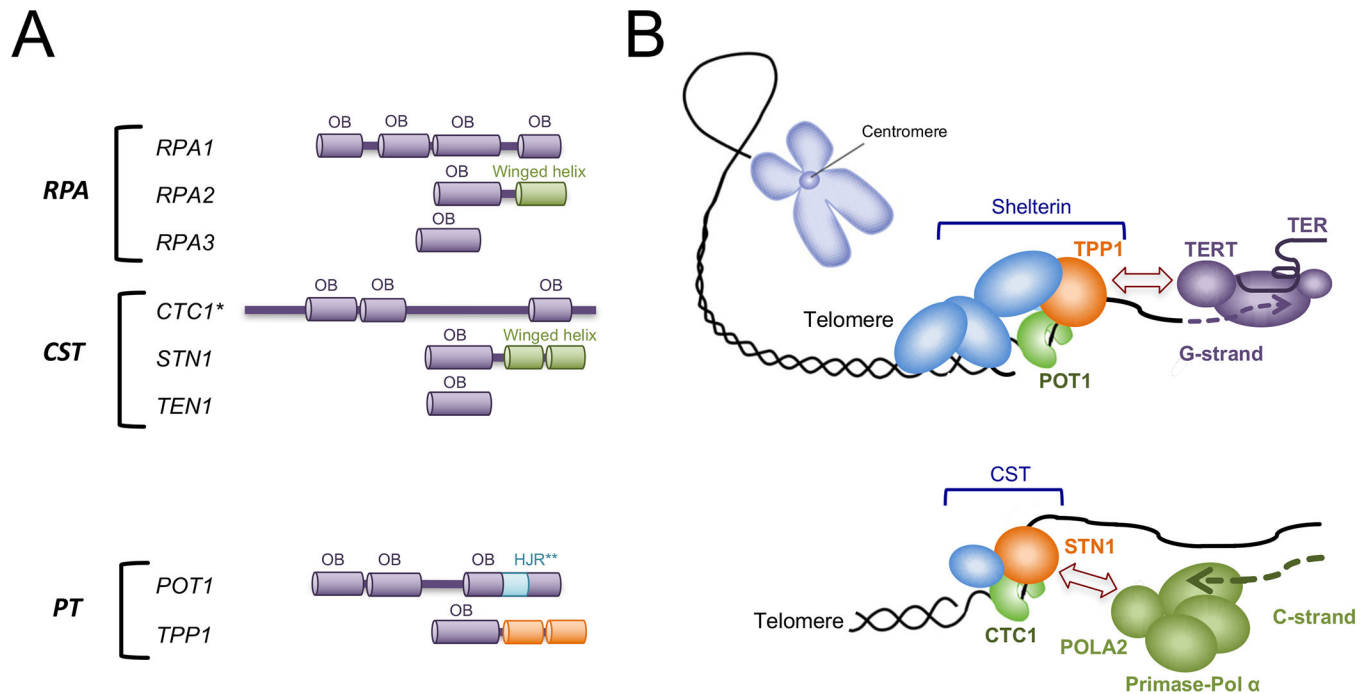 A
OB OB OB OB
RPA1
OB Winged helix
RPA
RPA2
OB
RPA3
OB OB OB
CTC1*
OB Winged helix
CST
STN1
OB
TEN1
OB OB OB HJR**
POT1
PT
OB
TPP1
B
Centromere
Shelterin
TER
TPP1
TERT
Telomere
G-strand
POT1
CST
STN1
Telomere
C-strand
CTC1
POLA2
Primase-Pol α